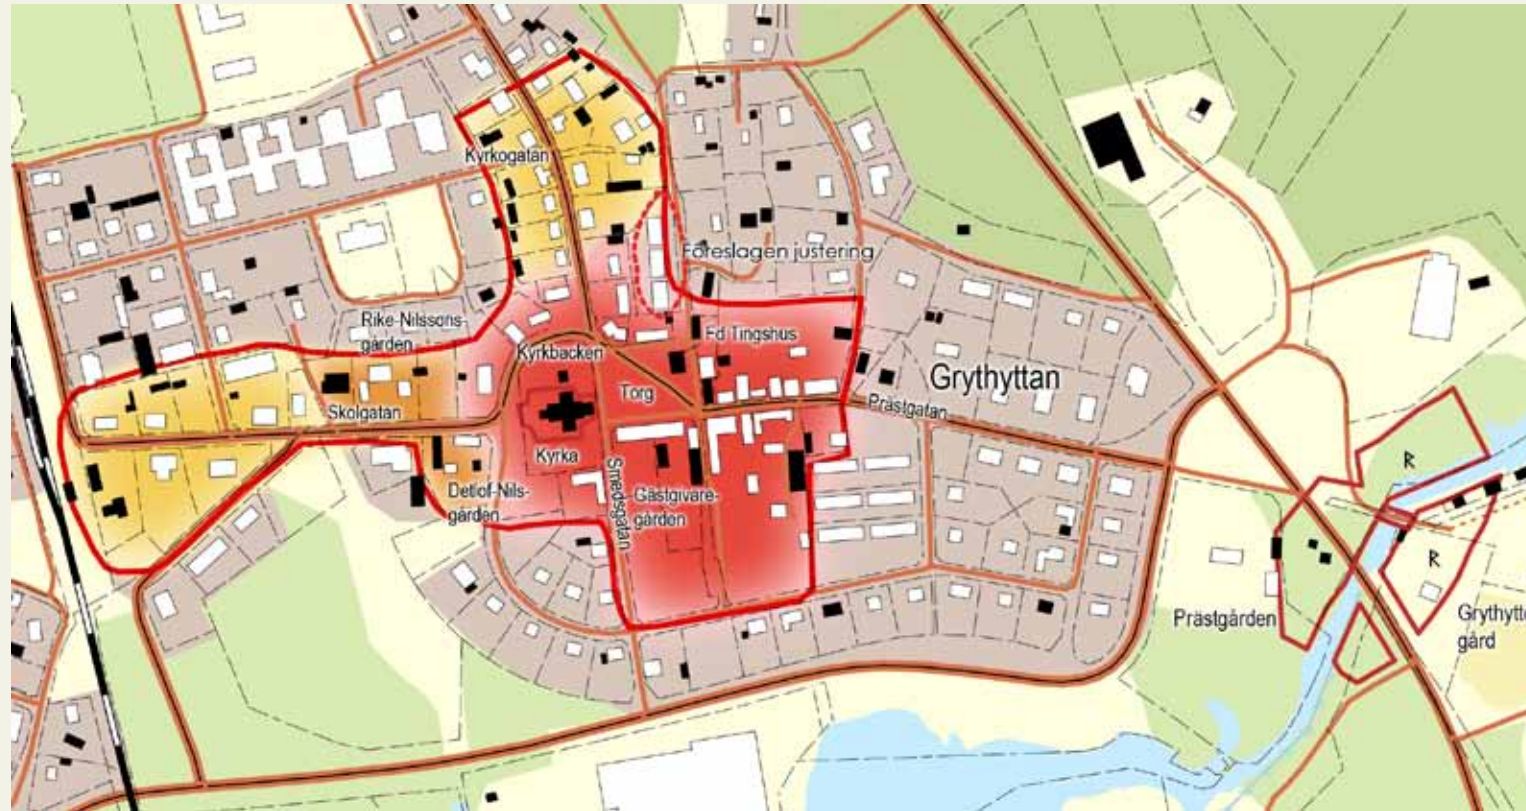 Kyrkogatan
Föreslagen justering
Rike-Nilssons-
gården
Fd Tingshus
Kyrkbacken
Grythyttan
Torg
Skolgatan
Prästgatan
Kyrka
Smedsgatan
Detlof-Nils-
gården
Gästgivare-
gården
R
R
Prästgården
gård